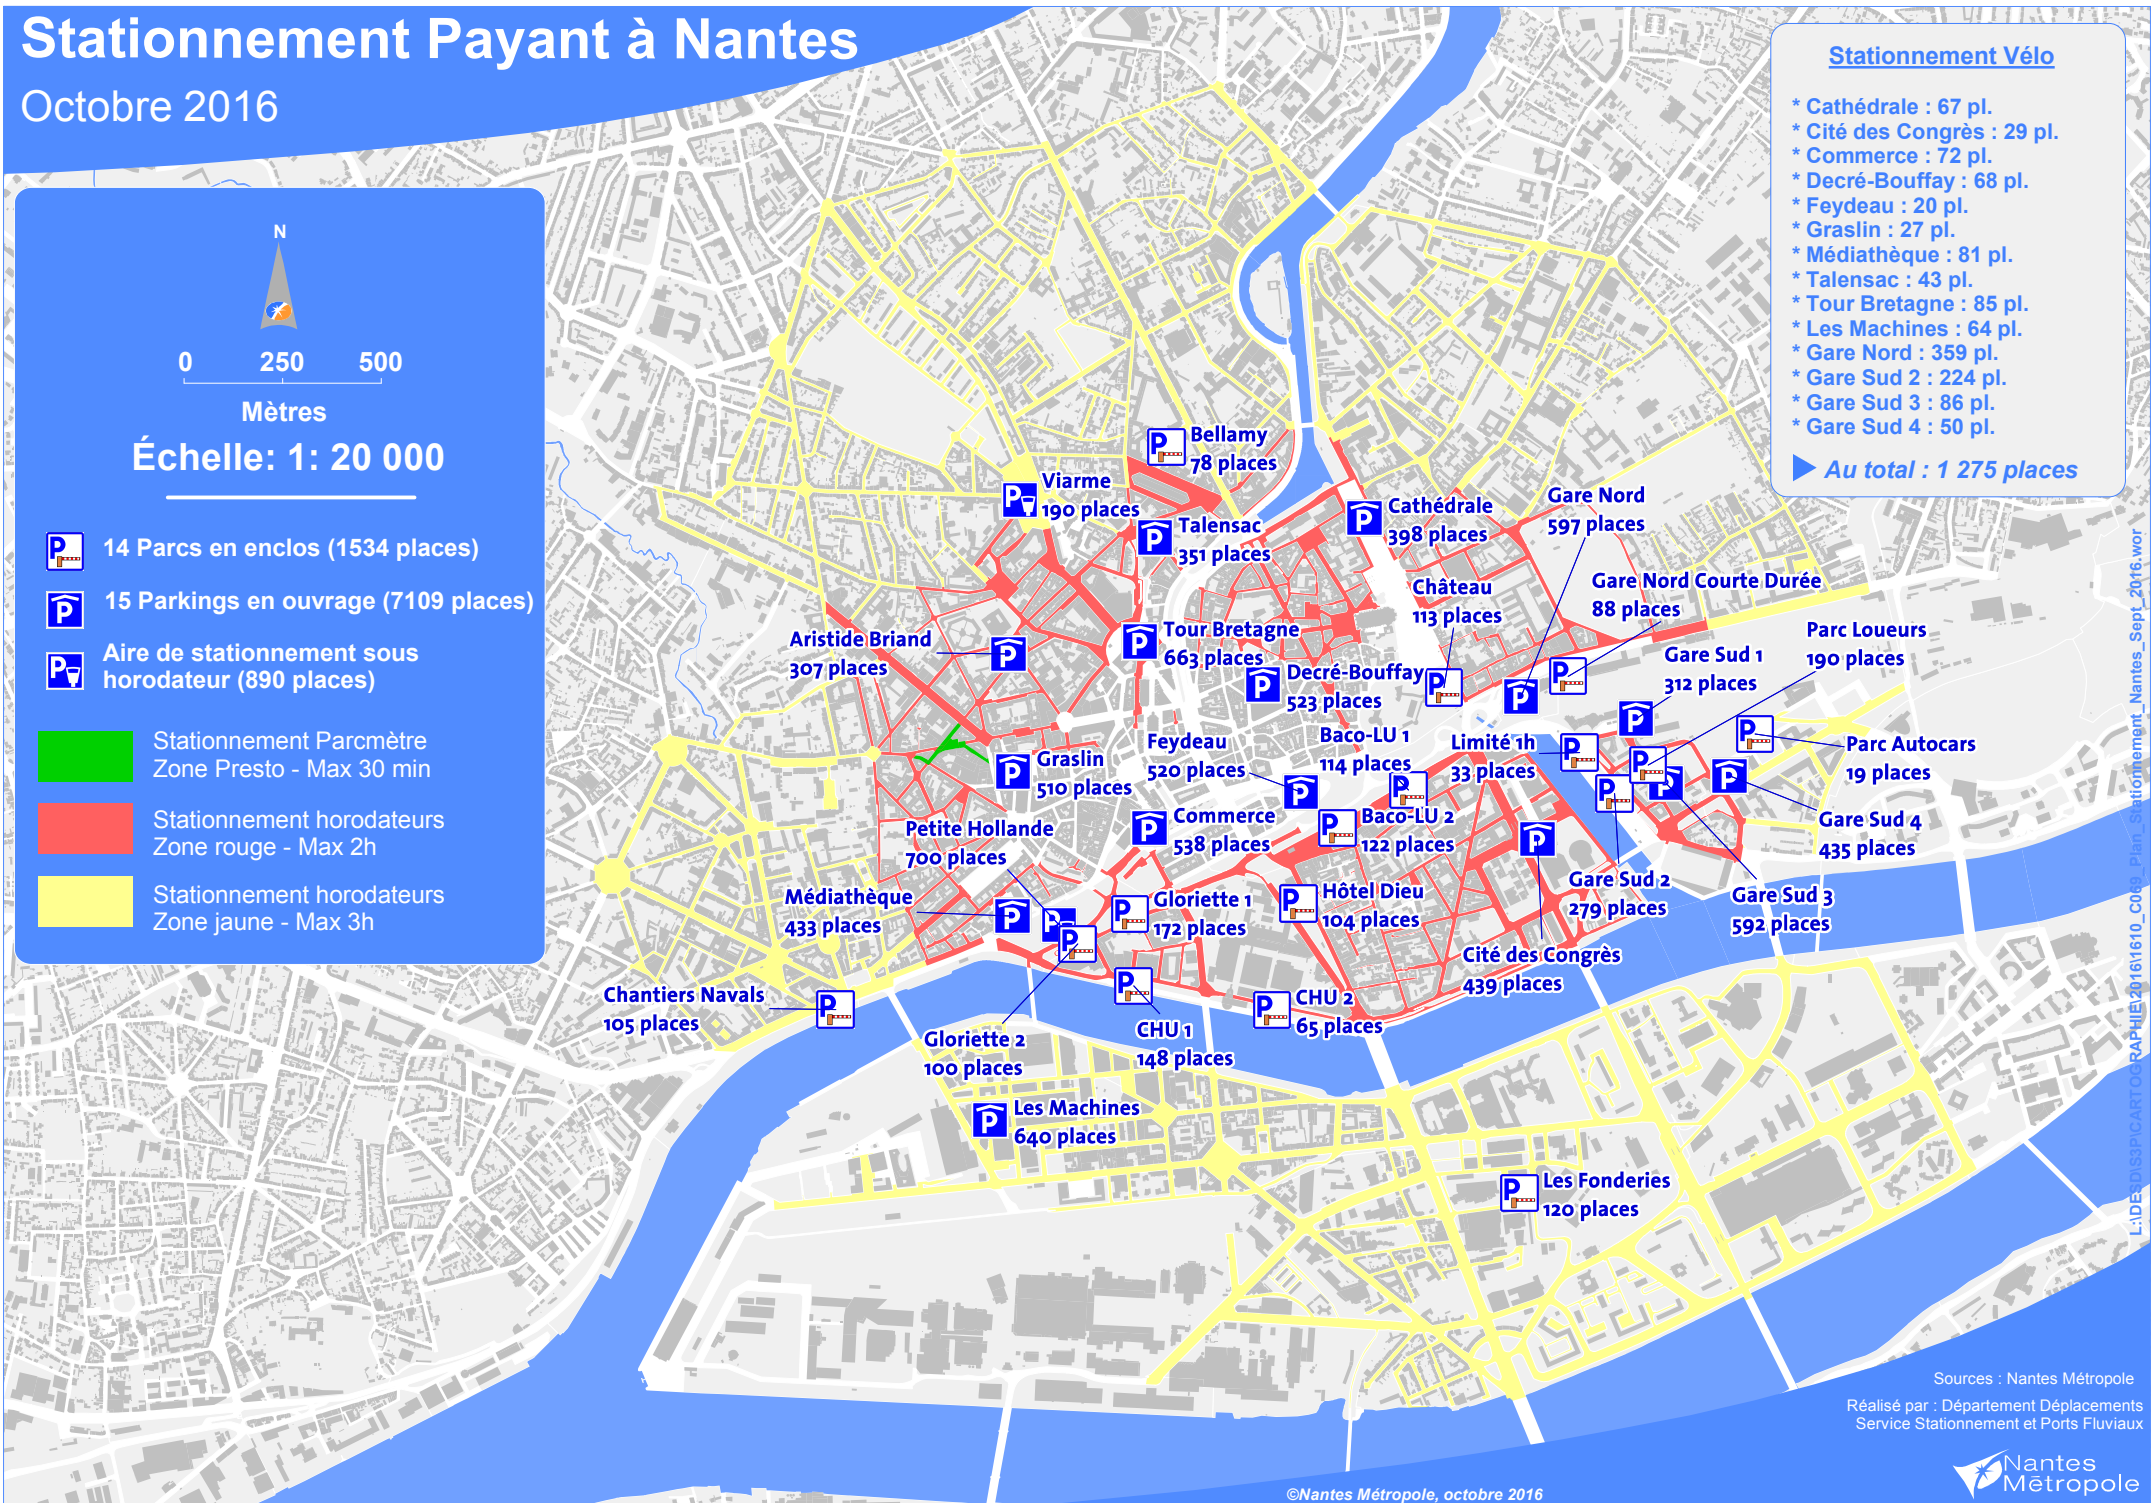 Stationnement Payant à Nantes
Octobre 2016
N
0 250 500
Mètres
Échelle: 1: 20 000
14 Parcs en enclos (1534 places)
15 Parkings en ouvrage (7109 places)
Aire de stationnement sous
horodateur (890 places)
Stationnement Parcmètre
Zone Presto - Max 30 min
Stationnement horodateurs
Zone rouge - Max 2h
Stationnement horodateurs
Zone jaune - Max 3h
Stationnement Vélo
* Cathédrale : 67 pl.
* Cité des Congrès : 29 pl.
* Commerce : 72 pl.
* Decré-Bouffay : 68 pl.
* Feydeau : 20 pl.
* Graslin : 27 pl.
* Médiathèque : 81 pl.
* Talensac : 43 pl.
* Tour Bretagne : 85 pl.
* Les Machines : 64 pl.
* Gare Nord : 359 pl.
* Gare Sud 2 : 224 pl.
* Gare Sud 3 : 86 pl.
* Gare Sud 4 : 50 pl.
Au total : 1 275 places
Bellamy
78 places
Viarme
190 places
Talensac
351 places
Cathédrale
398 places
Gare Nord
597 places
Château
113 places
Gare Nord Courte Durée
88 places
Aristide Briand
307 places
Tour Bretagne
663 places
Decré-Bouffay
523 places
Gare Sud 1
312 places
Parc Loueurs
190 places
Graslin
510 places
Feydeau
520 places
Baco-LU 1
114 places
Limité 1h
33 places
Parc Autocars
19 places
Petite Hollande
700 places
Commerce
538 places
Baco-LU 2
122 places
Gare Sud 4
435 places
Médiathèque
433 places
Gloriette 1
172 places
Hôtel Dieu
104 places
Gare Sud 2
279 places
Gare Sud 3
592 places
Cité des Congrès
439 places
Chantiers Navals
105 places
Gloriette 2
100 places
CHU 1
148 places
CHU 2
65 places
Les Machines
640 places
Les Fonderies
120 places
L:\DESD\S3P\CARTOGRAPHIE\2016\1610_C069_Plan_Stationnement_Nantes_Sept_2016.wor
Sources : Nantes Métropole
Réalisé par : Département Déplacements
Service Stationnement et Ports Fluviaux
Nantes
Métropole
©Nantes Métropole, octobre 2016